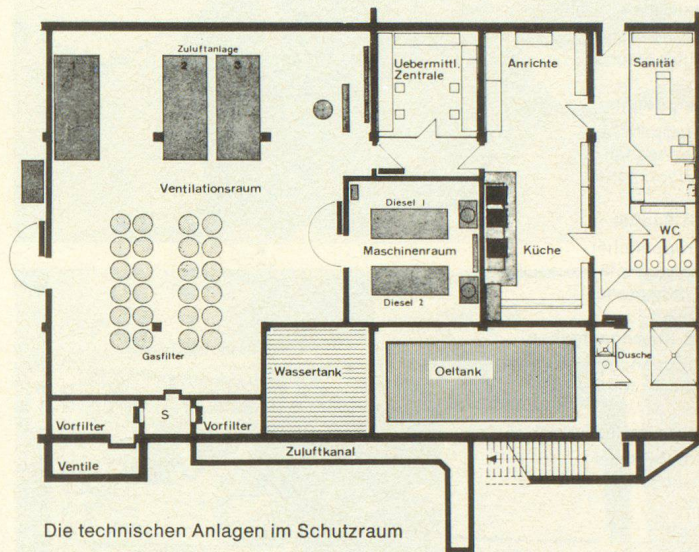 Zuluftanlage
1
2
3
Uebermittl.
Zentrale
Anrichte
Sanität
Ventilationsraum
Diesel 1
Maschinenraum
Küche
WC
Diesel 2
Gasfilter
Wassertank
Oeltank
Dusche
Vorfilter
S
Vorfilter
Zuluftkanal
Ventile
Die technischen Anlagen im Schutzraum